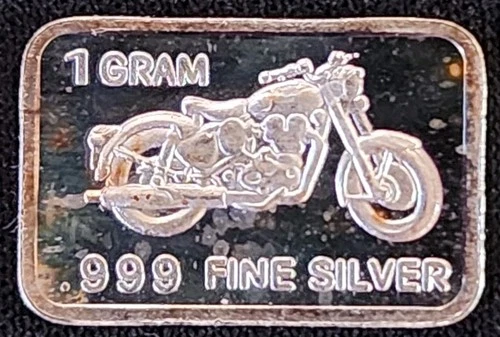 1 GRAM
.999 FINE SILVER